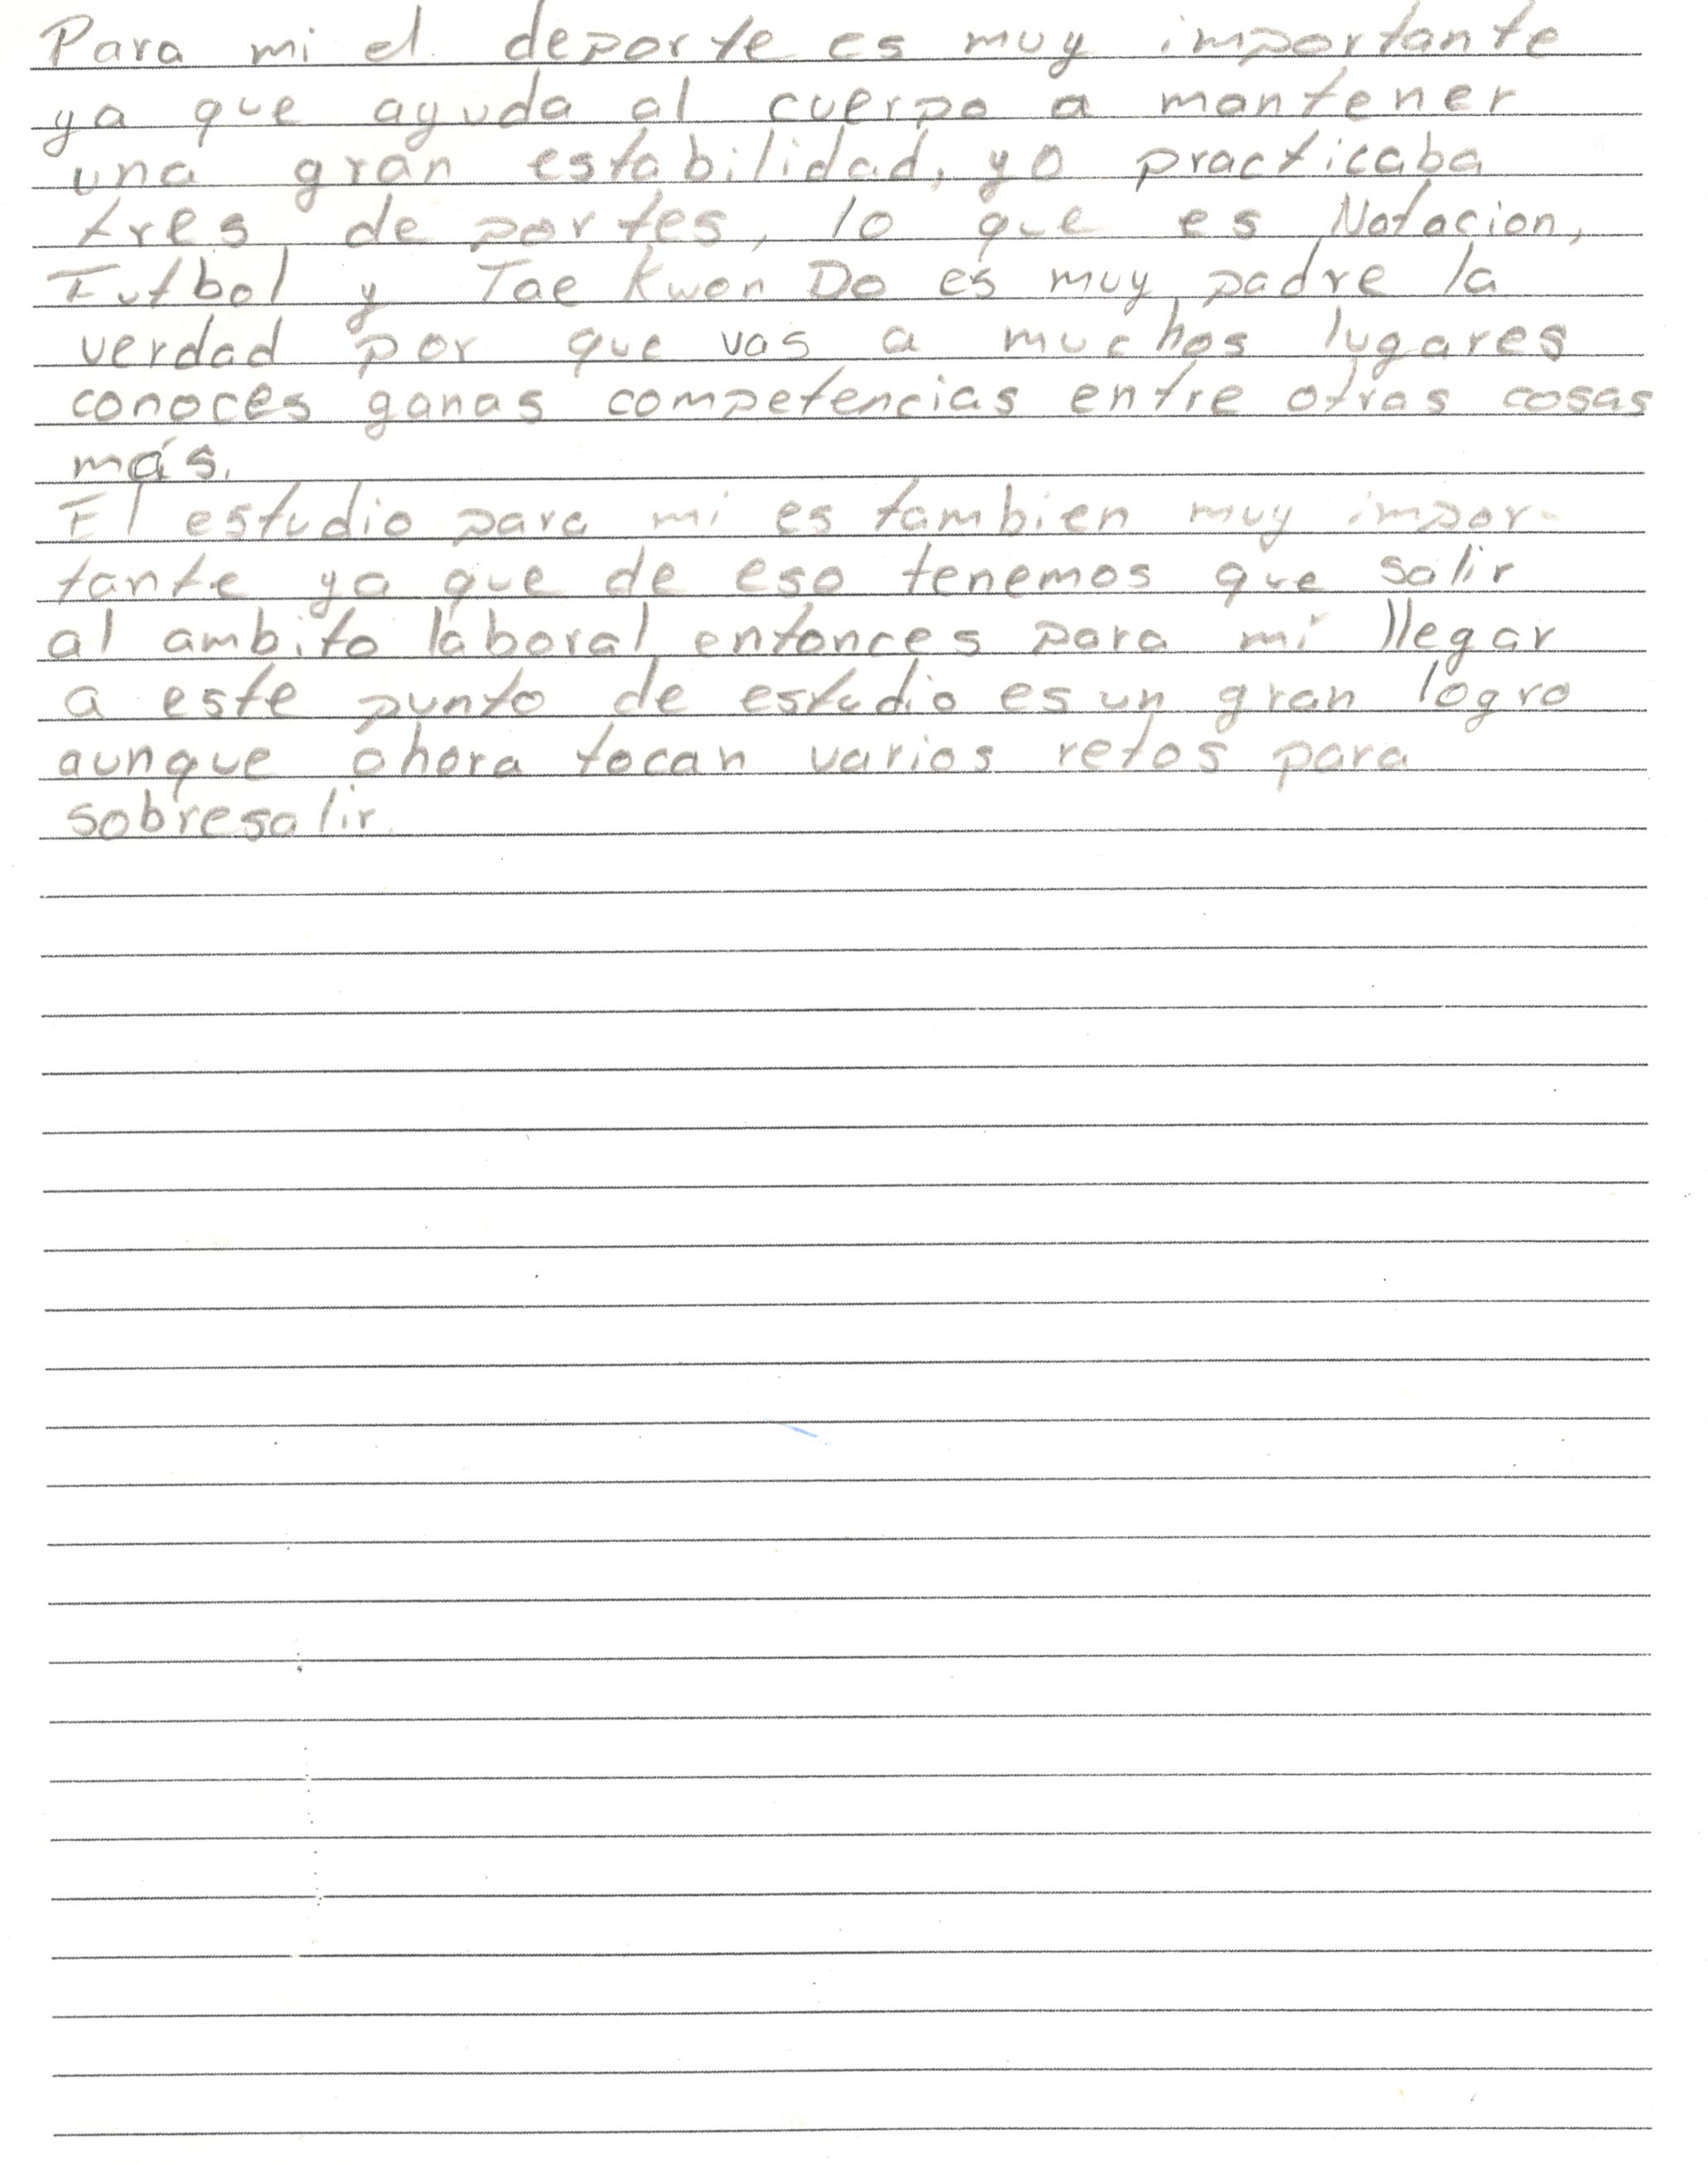 Para mi el deporte es muy importante
ya que ayuda al cuerpo a mantener
una gran estabilidad, yo practicaba
tres de portes, lo que es Natacion,
Futbol y Tae Kwon Do es muy padre la
verdad por que vas a muchos lugares
conoces ganas competencias entre otras cosas
más.
El estudio para mi es tambien muy impor-
tante ya que de eso tenemos que salir
al ambito laboral entonces para mi llegar
a este punto de estudio es un gran logro
aunque ahora tocan varios retos para
sobresalir.